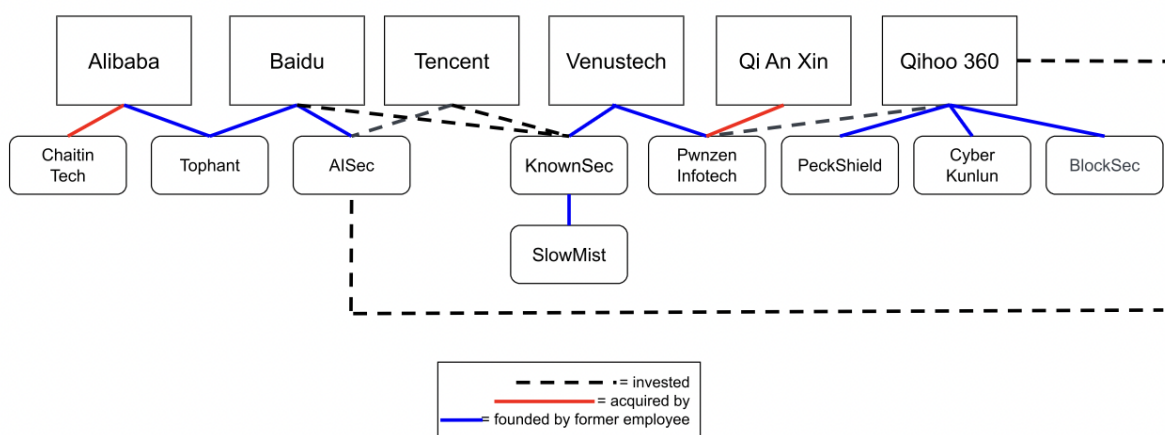 Alibaba
Baidu
Tencent
Venustech
Qi An Xin
Qihoo 360
Chaitin
Tech
Tophant
AISec
KnownSec
Pwnzen
Infotech
PeckShield
Cyber
Kunlun
BlockSec
SlowMist
= invested
= acquired by
= founded by former employee